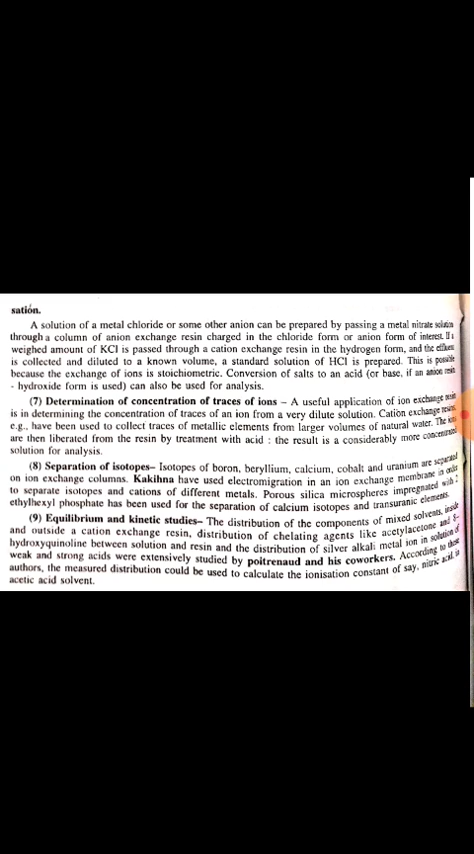 sation.
A solution of a metal chloride or some other anion can be prepared by passing a metal nitrate solution
through a column of anion exchange resin charged in the chloride form or anion form of interest. If a
weighed amount of KCl is passed through a cation exchange resin in the hydrogen form, and the effluent
is collected and diluted to a known volume, a standard solution of HCl is prepared. This is possible
because the exchange of ions is stoichiometric. Conversion of salts to an acid (or base, if an anion resin
- hydroxide form is used) can also be used for analysis.
(7) Determination of concentration of traces of ions – A useful application of ion exchange resin
is in determining the concentration of traces of an ion from a very dilute solution. Cation exchange resins,
e.g., have been used to collect traces of metallic elements from larger volumes of natural water. The ions
are then liberated from the resin by treatment with acid : the result is a considerably more concentrated
solution for analysis.
(8) Separation of isotopes– Isotopes of boron, beryllium, calcium, cobalt and uranium are separated
on ion exchange columns. Kakihna have used electromigration in an ion exchange membrane in order
to separate isotopes and cations of different metals. Porous silica microspheres impregnated with 2
ethylhexyl phosphate has been used for the separation of calcium isotopes and transuranic elements.
(9) Equilibrium and kinetic studies– The distribution of the components of mixed solvents, inside
and outside a cation exchange resin, distribution of chelating agents like acetylacetone and 8-
hydroxyquinoline between solution and resin and the distribution of silver alkali metal ion in solution of
weak and strong acids were extensively studied by poitrenaud and his coworkers. According to these
authors, the measured distribution could be used to calculate the ionisation constant of say, nitric acid, in
acetic acid solvent.